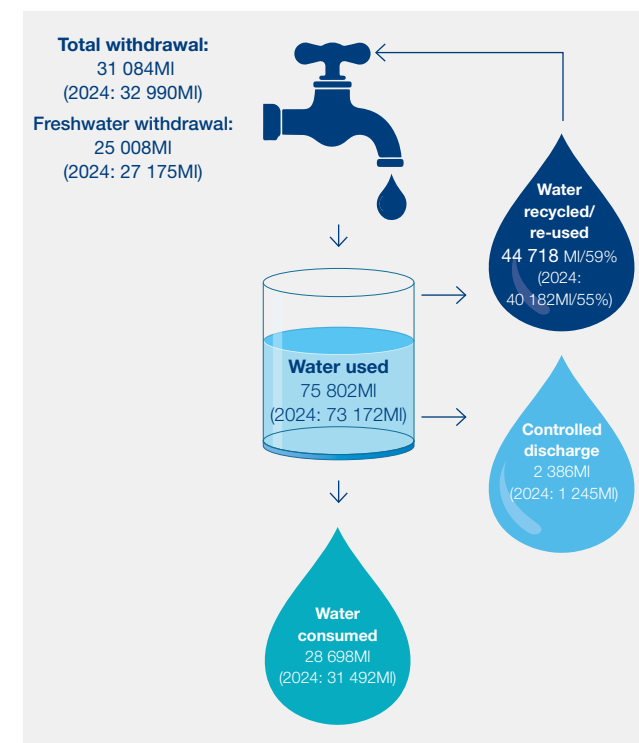 Total withdrawal:
31 084Ml
(2024: 32 990Ml)
Freshwater withdrawal:
25 008Ml
(2024: 27 175Ml)
Water
recycled/
re-used
44 718 Ml/59%
(2024:
40 182Ml/55%)
Water used
75 802Ml
(2024: 73 172Ml)
Controlled
discharge
2 386Ml
(2024: 1 245Ml)
Water
consumed
28 698Ml
(2024: 31 492Ml)